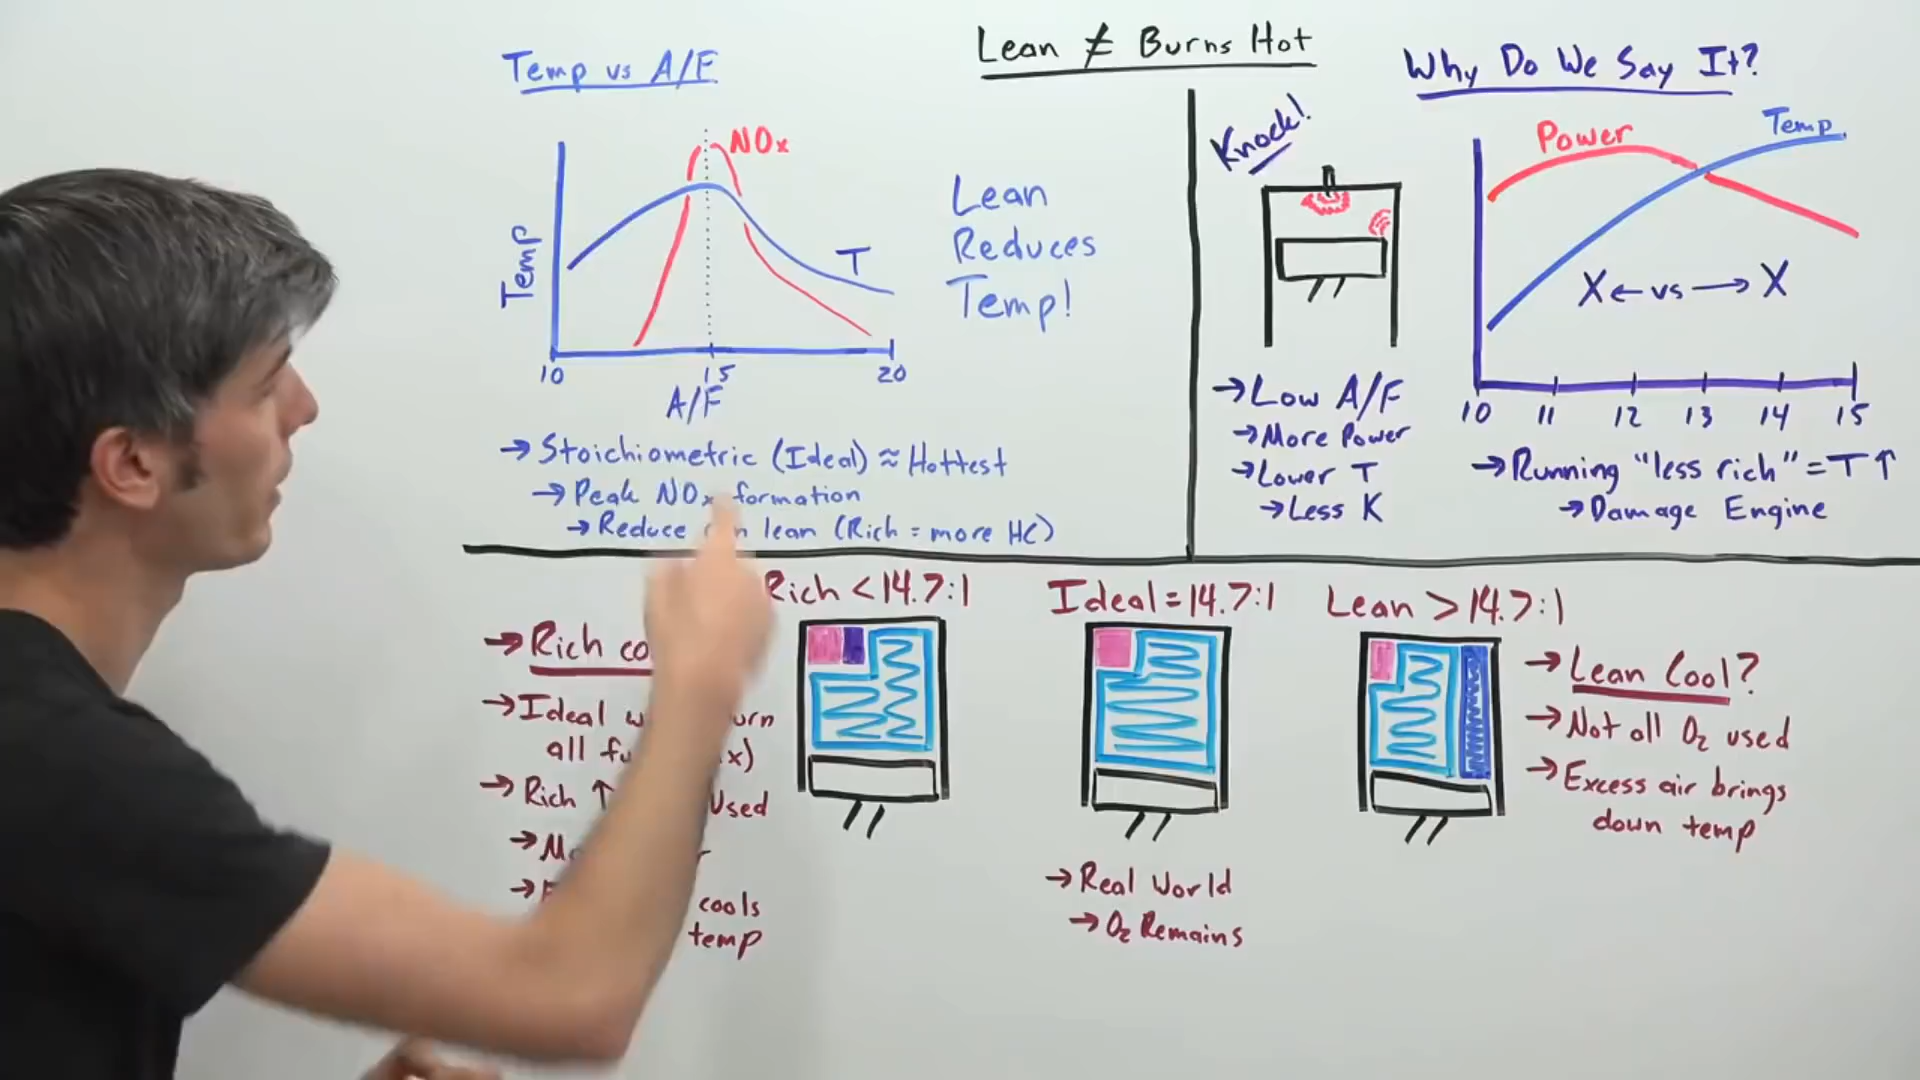 Lean ≠ Burns Hot
Temp vs A/F
NOx
T
Temp
10 15 20
A/F
Lean
Reduces
Temp!
→ Stoichiometric (Ideal) ≈ Hottest
→ Peak NOx formation
→ Reduce lean (Rich = more HC)
Why Do We Say It?
Knock!
Power
Temp
X ← vs → X
10 11 12 13 14 15
→ Low A/F
→ More Power
→ Lower T
→ Less K
→ Running "less rich" = T ↑
→ Damage Engine
Rich < 14.7:1
→ Rich
→ Ideal
all
→ Rich ↑ Used
→
→ cools
temp
Ideal = 14.7:1
→ Real World
→ O₂ Remains
Lean > 14.7:1
→ Lean Cool?
→ Not all O₂ used
→ Excess air brings
down temp